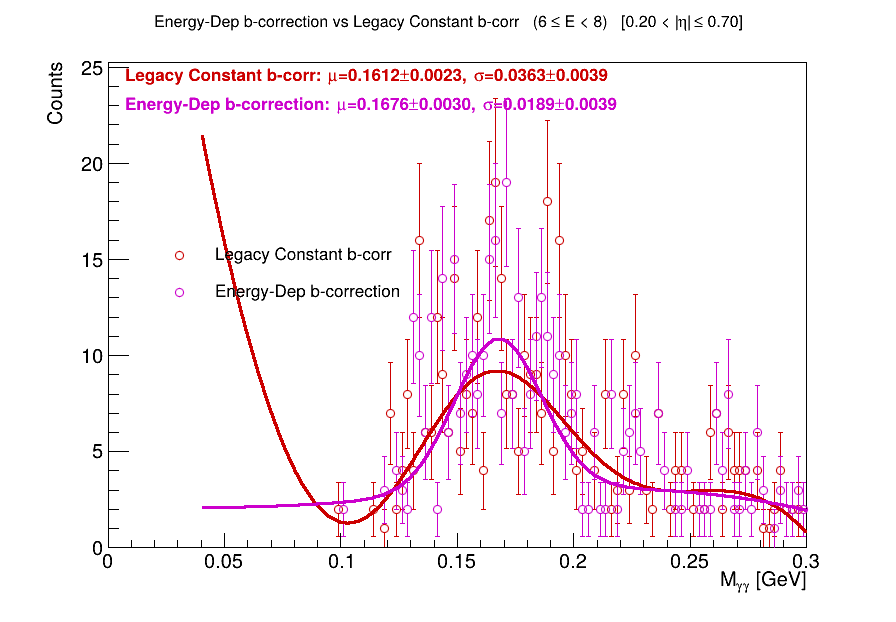 Energy-Dep b-correction vs Legacy Constant b-corr (6 ≤ E < 8) [0.20 < |η| ≤ 0.70]
Counts
25
Legacy Constant b-corr: μ=0.1612±0.0023, σ=0.0363±0.0039
Energy-Dep b-correction: μ=0.1676±0.0030, σ=0.0189±0.0039
20
15
Legacy Constant b-corr
Energy-Dep b-correction
10
5
0
0 0.05 0.1 0.15 0.2 0.25 0.3
Mγγ [GeV]